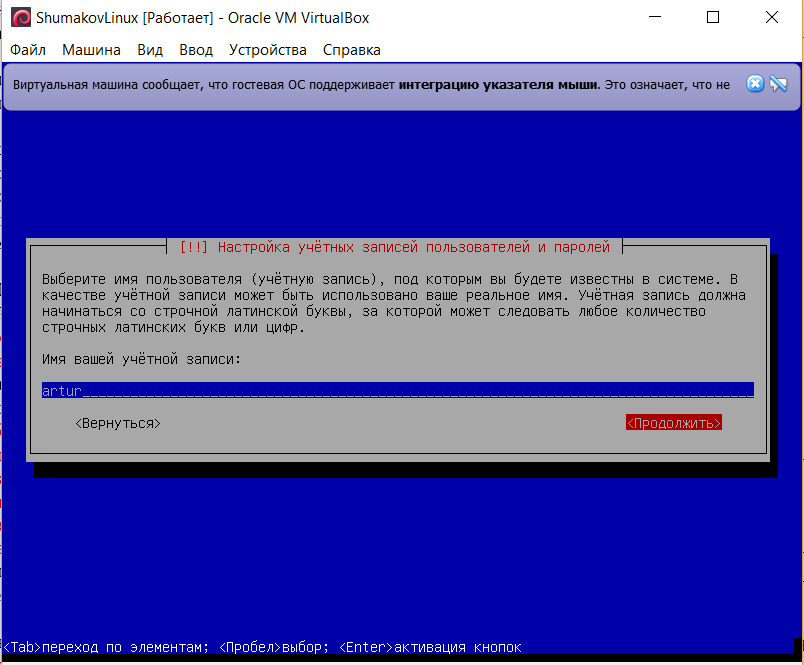 ShumakovLinux [Работает] - Oracle VM VirtualBox
Файл Машина Вид Ввод Устройства Справка
Виртуальная машина сообщает, что гостевая ОС поддерживает интеграцию указателя мыши. Это означает, что не
[!!] Настройка учётных записей пользователей и паролей
Выберите имя пользователя (учётную запись), под которым вы будете известны в системе. В
качестве учётной записи может быть использовано ваше реальное имя. Учётная запись должна
начинаться со строчной латинской буквы, за которой может следовать любое количество
строчных латинских букв или цифр.
Имя вашей учётной записи:
artur
<Вернуться> <Продолжить>
<Tab>переход по элементам; <Пробел>выбор; <Enter>активация кнопок